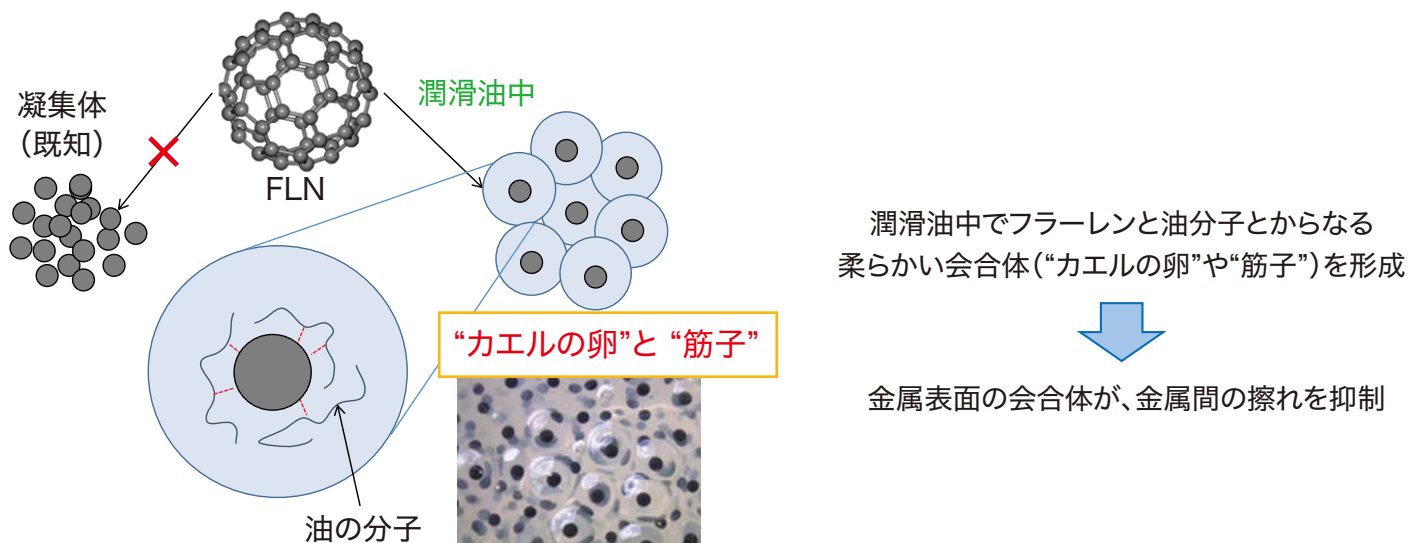 凝集体
（既知）
FLN
潤滑油中
“カエルの卵”と “筋子”
油の分子
潤滑油中でフラーレンと油分子とからなる
柔らかい会合体（“カエルの卵”や“筋子”）を形成
金属表面の会合体が、金属間の擦れを抑制